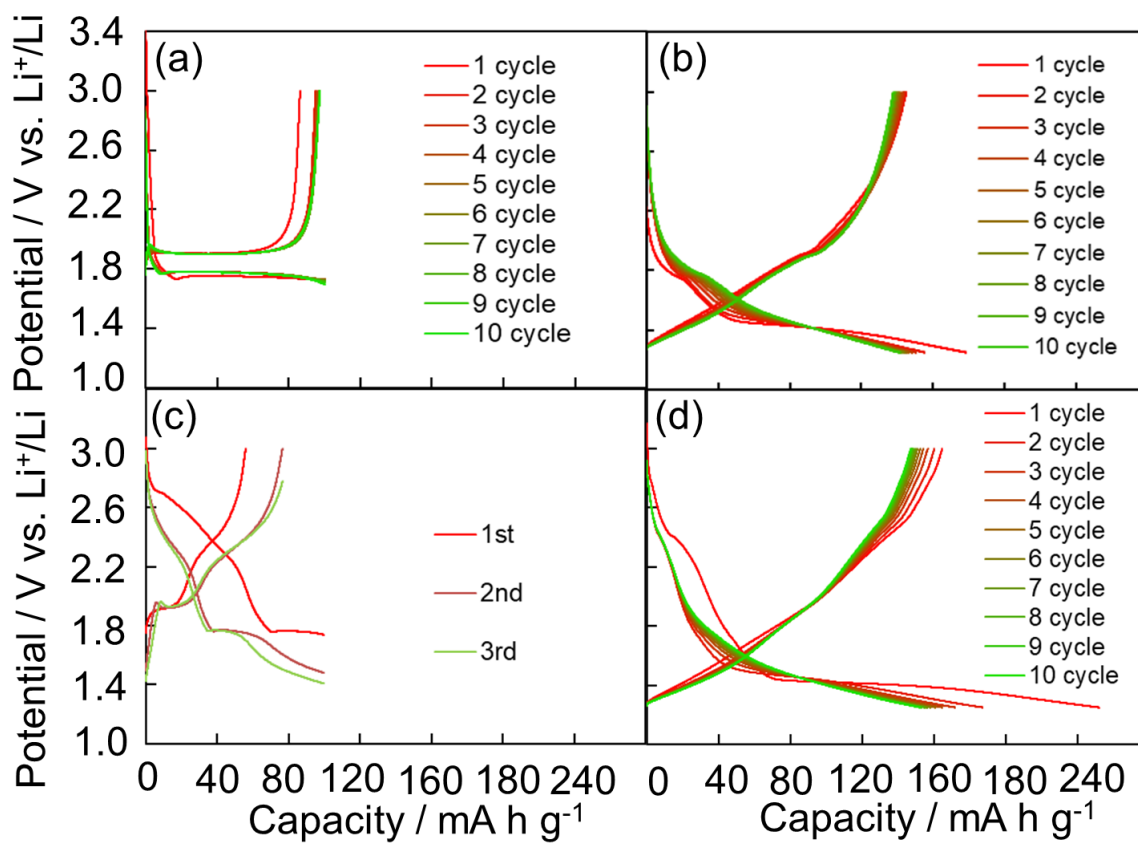 Potential / V vs. Li⁺/Li
3.4
3.0
2.6
2.2
1.8
1.4
1.0
(a)
1 cycle
2 cycle
3 cycle
4 cycle
5 cycle
6 cycle
7 cycle
8 cycle
9 cycle
10 cycle
(b)
1 cycle
2 cycle
3 cycle
4 cycle
5 cycle
6 cycle
7 cycle
8 cycle
9 cycle
10 cycle
Potential / V vs. Li⁺/Li
3.0
2.6
2.2
1.8
1.4
1.0
(c)
1st
2nd
3rd
(d)
1 cycle
2 cycle
3 cycle
4 cycle
5 cycle
6 cycle
7 cycle
8 cycle
9 cycle
10 cycle
0 40 80 120 160 200 240
0 40 80 120 160 200 240
Capacity / mA h g⁻¹
Capacity / mA h g⁻¹